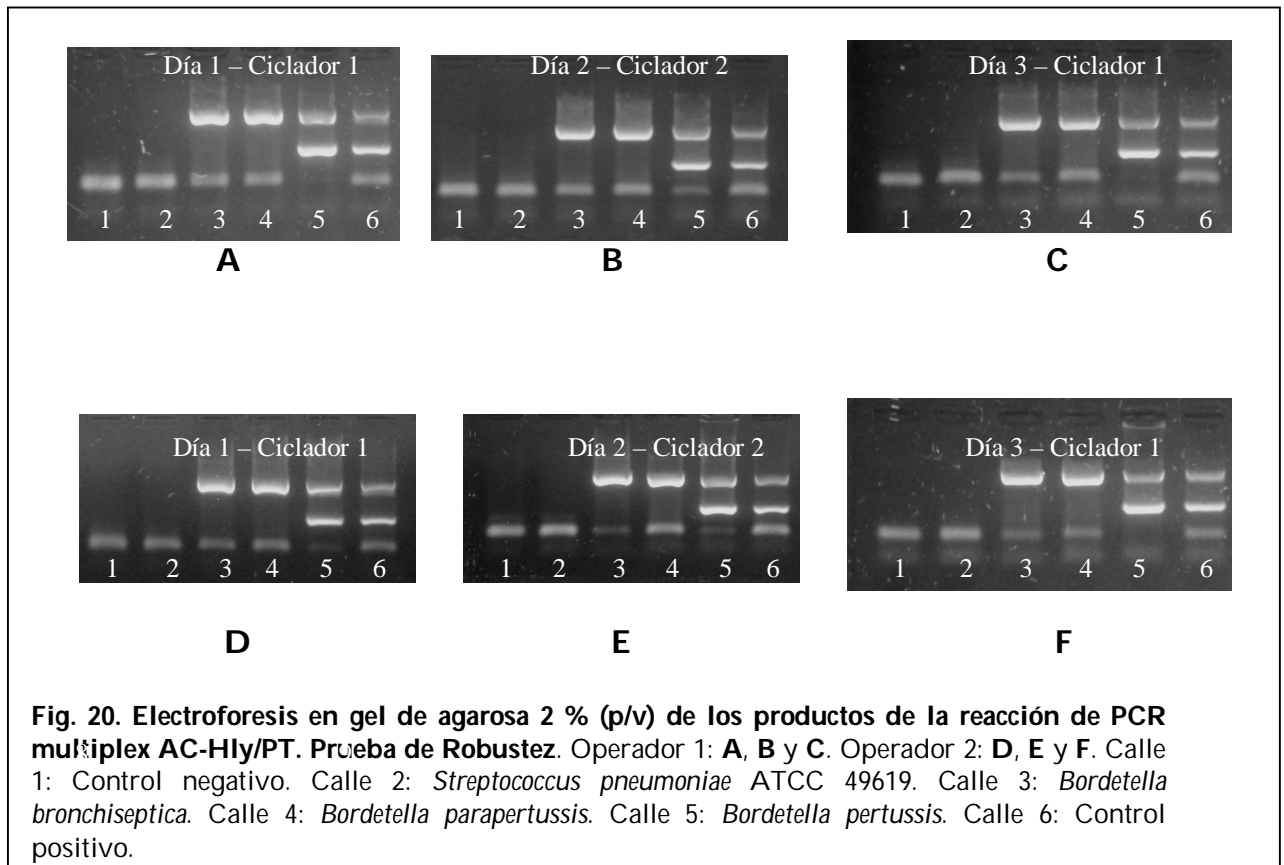 Día 1 – Ciclador 1
Día 2 – Ciclador 2
Día 3 – Ciclador 1
1 2 3 4 5 6
1 2 3 4 5 6
1 2 3 4 5 6
A
B
C
Día 1 – Ciclador 1
Día 2 – Ciclador 2
Día 3 – Ciclador 1
1 2 3 4 5 6
1 2 3 4 5 6
1 2 3 4 5 6
D
E
F
Fig. 20. Electroforesis en gel de agarosa 2 % (p/v) de los productos de la reacción de PCR
multiplex AC-Hly/PT. Prueba de Robustez. Operador 1: A, B y C. Operador 2: D, E y F. Calle
1: Control negativo. Calle 2: Streptococcus pneumoniae ATCC 49619. Calle 3: Bordetella
bronchiseptica. Calle 4: Bordetella parapertussis. Calle 5: Bordetella pertussis. Calle 6: Control
positivo.